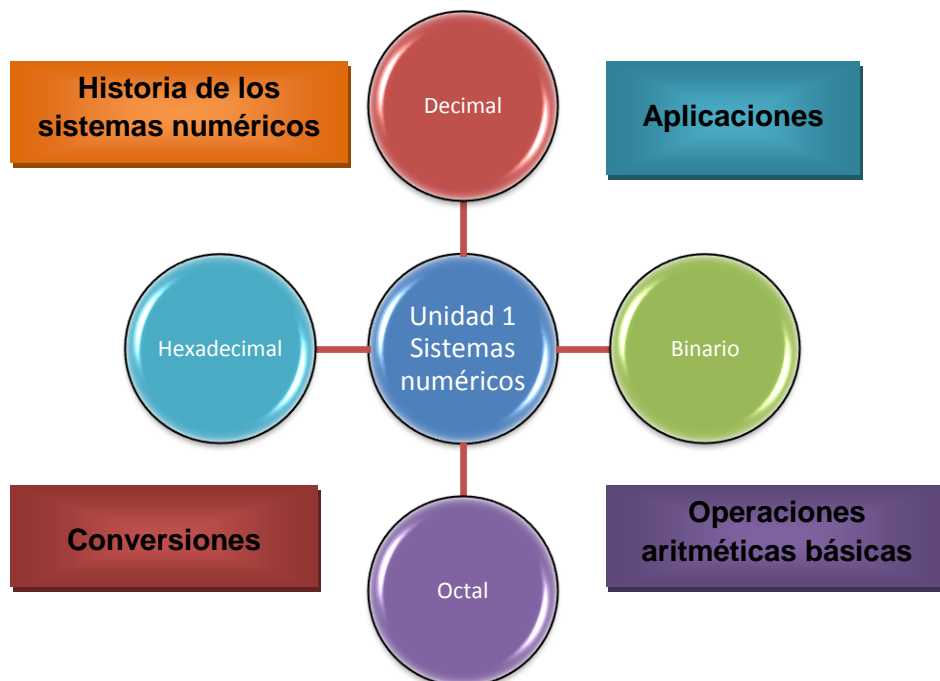 Historia de los
sistemas numéricos
Decimal
Aplicaciones
Hexadecimal
Unidad 1
Sistemas
numéricos
Binario
Conversiones
Octal
Operaciones
aritméticas básicas